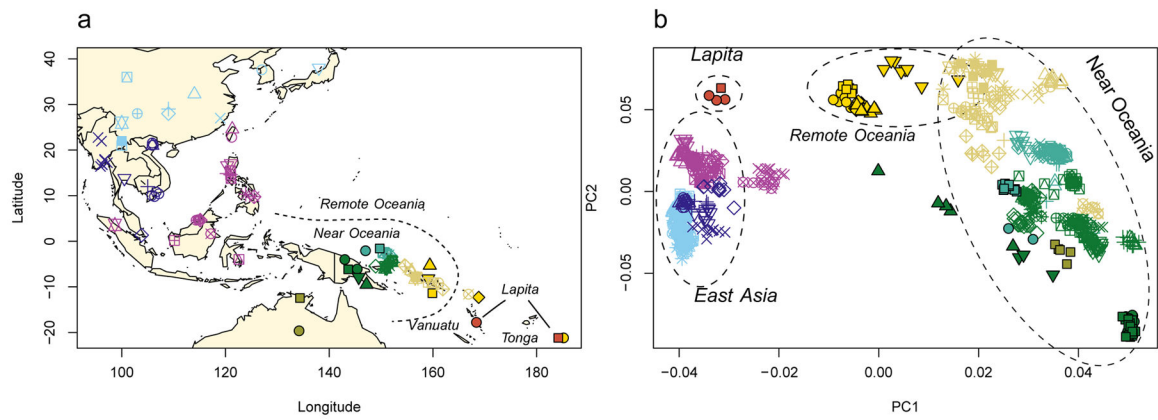 a
40
30
20
10
0
−10
−20
Latitude
Remote Oceania
Near Oceania
Lapita
Vanuatu
Tonga
100
120
140
160
180
Longitude
b
Lapita
Near Oceania
Remote Oceania
East Asia
0.05
0.00
−0.05
PC2
−0.04
−0.02
0.00
0.02
0.04
PC1